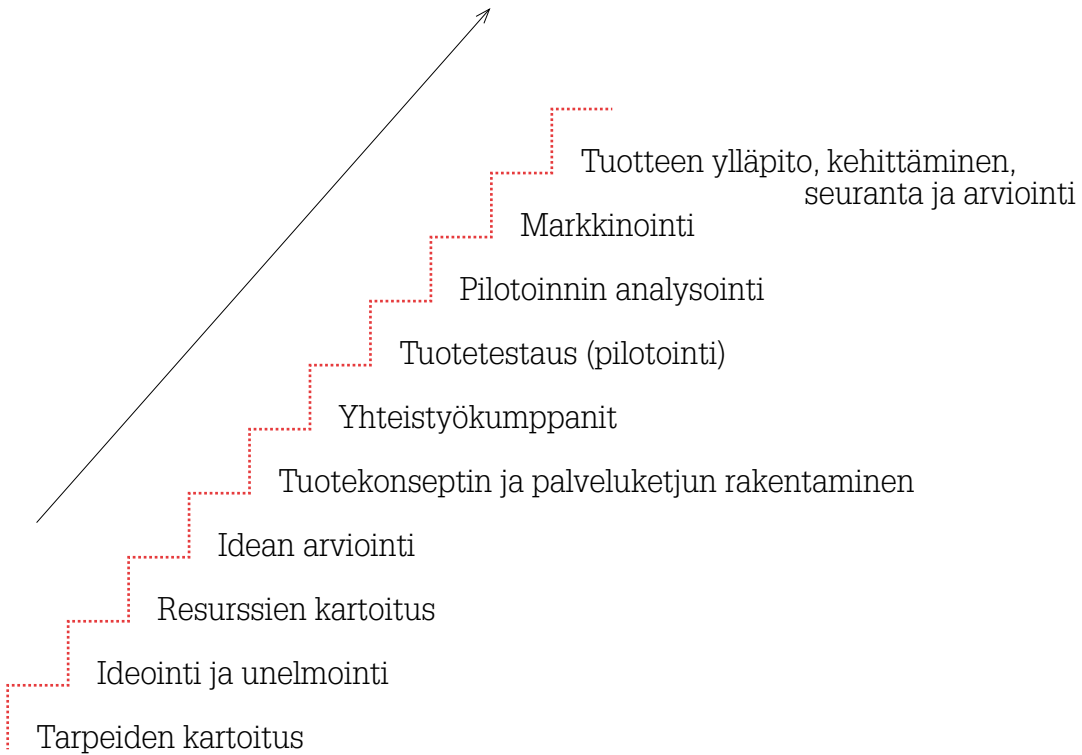 Tuotteen ylläpito, kehittäminen,
seuranta ja arviointi
Markkinointi
Pilotoinnin analysointi
Tuotetestaus (pilotointi)
Yhteistyökumppanit
Tuotekonseptin ja palveluketjun rakentaminen
Idean arviointi
Resurssien kartoitus
Ideointi ja unelmointi
Tarpeiden kartoitus